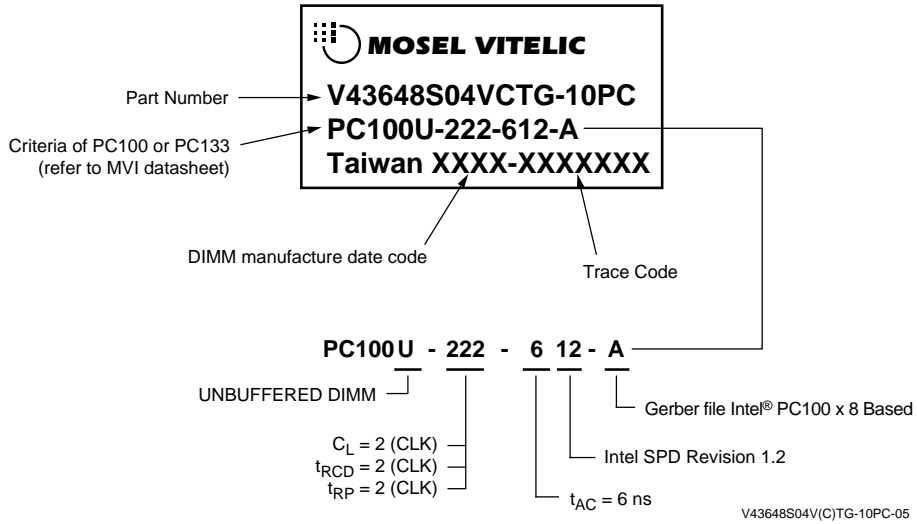 MOSEL VITELIC
Part Number
V43648S04VCTG-10PC
Criteria of PC100 or PC133
(refer to MVI datasheet)
PC100U-222-612-A
Taiwan XXXX-XXXXXXX
DIMM manufacture date code
Trace Code
PC100 U - 222 - 6 12 - A
UNBUFFERED DIMM
Gerber file Intel® PC100 x 8 Based
CL = 2 (CLK)
tRCD = 2 (CLK)
tRP = 2 (CLK)
Intel SPD Revision 1.2
tAC = 6 ns
V43648S04V(C)TG-10PC-05